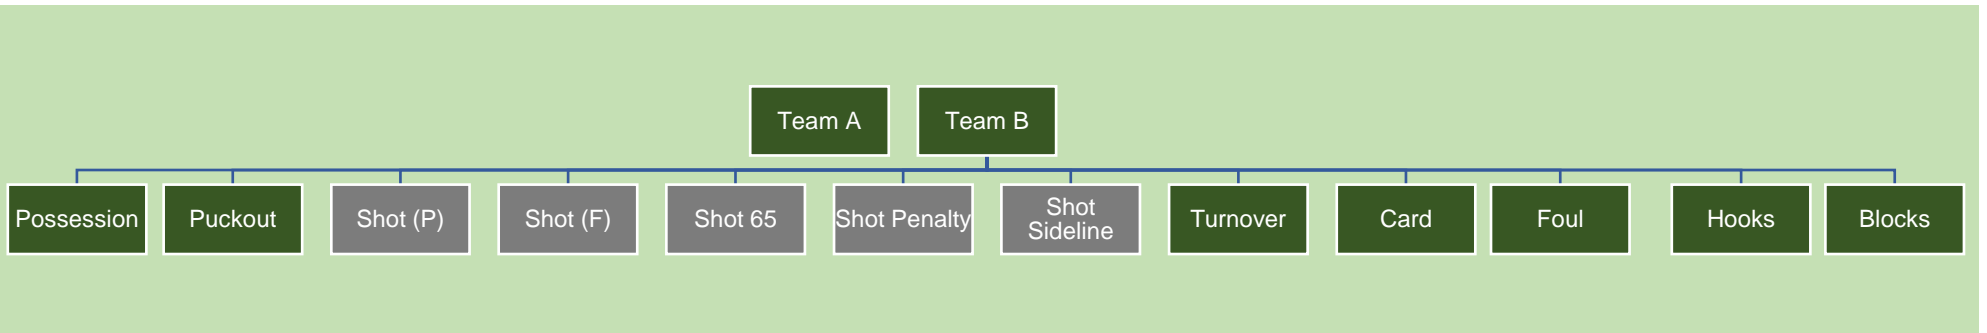 Team A
Team B
Possession
Puckout
Shot (P)
Shot (F)
Shot 65
Shot Penalty
Shot
Sideline
Turnover
Card
Foul
Hooks
Blocks